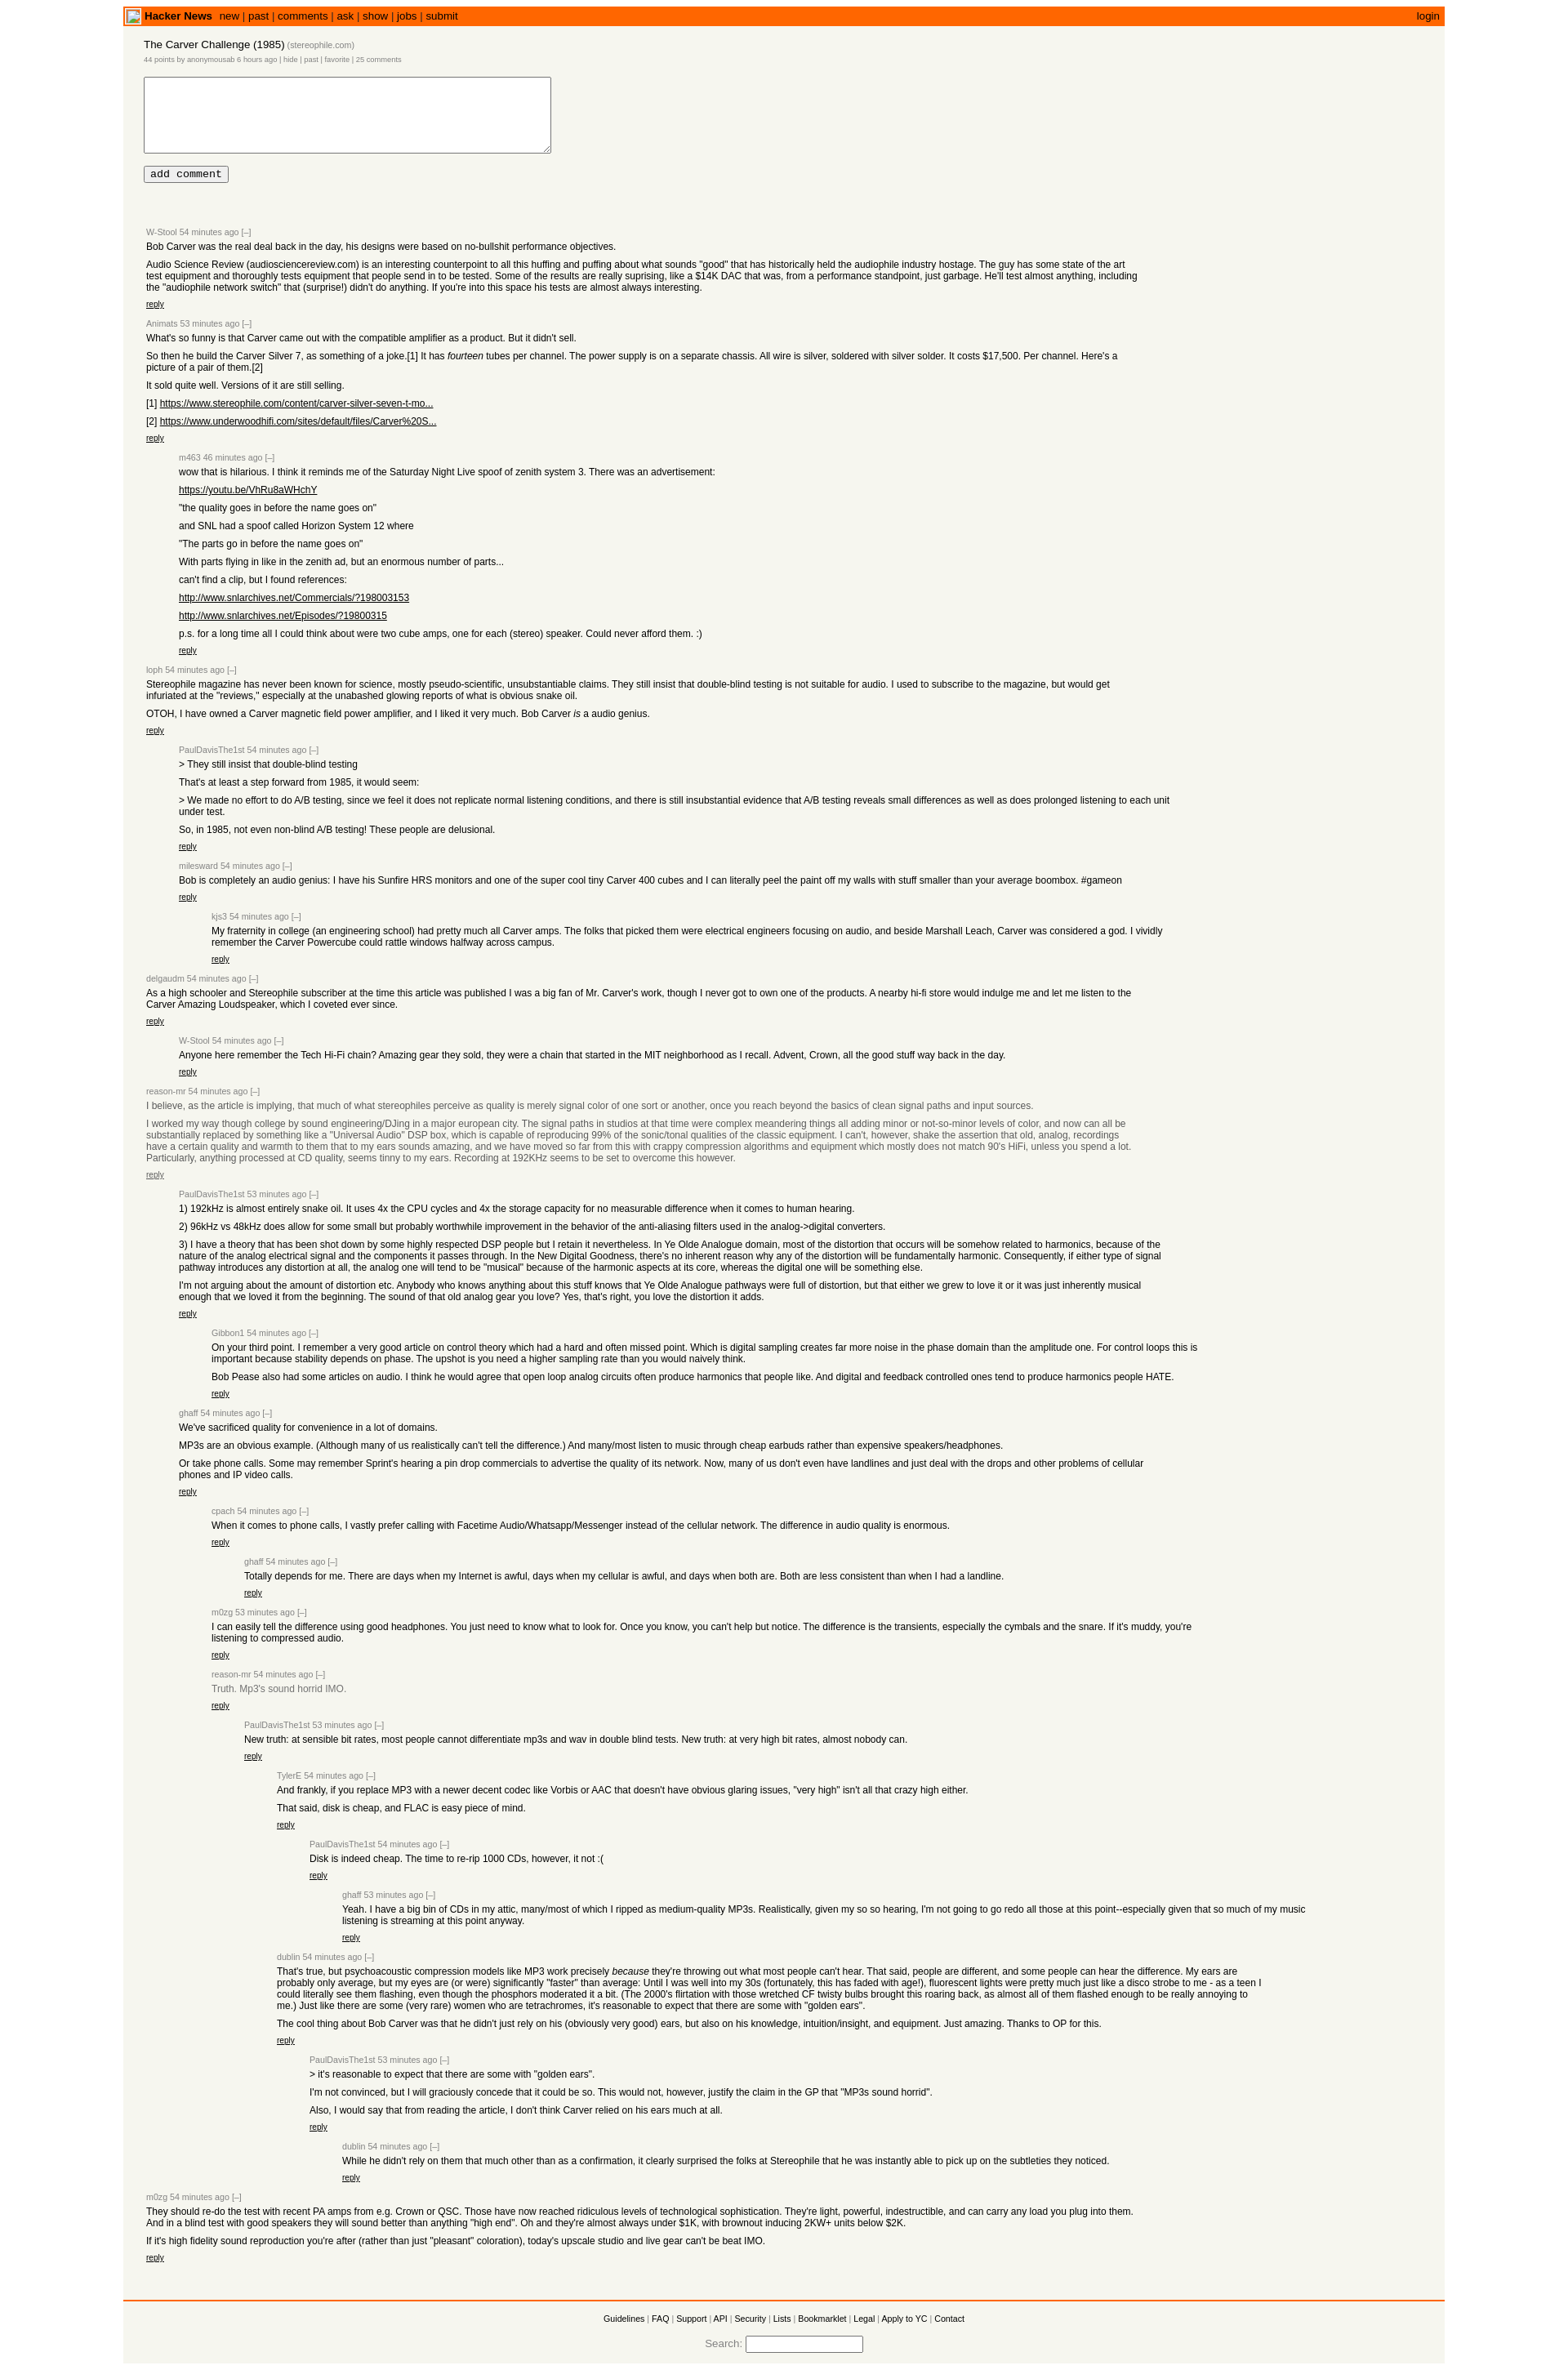 Hacker News new | past | comments | ask | show | jobs | submit login
The Carver Challenge (1985) (stereophile.com)
44 points by anonymousab 6 hours ago | hide | past | favorite | 25 comments
add comment
W-Stool 54 minutes ago [–]
Bob Carver was the real deal back in the day, his designs were based on no-bullshit performance objectives.
Audio Science Review (audiosciencereview.com) is an interesting counterpoint to all this huffing and puffing about what sounds "good" that has historically held the audiophile industry hostage. The guy has some state of the art
test equipment and thoroughly tests equipment that people send in to be tested. Some of the results are really suprising, like a $14K DAC that was, from a performance standpoint, just garbage. He'll test almost anything, including
the "audiophile network switch" that (surprise!) didn't do anything. If you're into this space his tests are almost always interesting.
reply
Animats 53 minutes ago [–]
What's so funny is that Carver came out with the compatible amplifier as a product. But it didn't sell.
So then he build the Carver Silver 7, as something of a joke.[1] It has fourteen tubes per channel. The power supply is on a separate chassis. All wire is silver, soldered with silver solder. It costs $17,500. Per channel. Here's a
picture of a pair of them.[2]
It sold quite well. Versions of it are still selling.
[1] https://www.stereophile.com/content/carver-silver-seven-t-mo...
[2] https://www.underwoodhifi.com/sites/default/files/Carver%20S...
reply
m463 46 minutes ago [–]
wow that is hilarious. I think it reminds me of the Saturday Night Live spoof of zenith system 3. There was an advertisement:
https://youtu.be/VhRu8aWHchY
"the quality goes in before the name goes on"
and SNL had a spoof called Horizon System 12 where
"The parts go in before the name goes on"
With parts flying in like in the zenith ad, but an enormous number of parts...
can't find a clip, but I found references:
http://www.snlarchives.net/Commercials/?198003153
http://www.snlarchives.net/Episodes/?19800315
p.s. for a long time all I could think about were two cube amps, one for each (stereo) speaker. Could never afford them. :)
reply
loph 54 minutes ago [–]
Stereophile magazine has never been known for science, mostly pseudo-scientific, unsubstantiable claims. They still insist that double-blind testing is not suitable for audio. I used to subscribe to the magazine, but would get
infuriated at the "reviews," especially at the unabashed glowing reports of what is obvious snake oil.
OTOH, I have owned a Carver magnetic field power amplifier, and I liked it very much. Bob Carver is a audio genius.
reply
PaulDavisThe1st 54 minutes ago [–]
> They still insist that double-blind testing
That's at least a step forward from 1985, it would seem:
> We made no effort to do A/B testing, since we feel it does not replicate normal listening conditions, and there is still insubstantial evidence that A/B testing reveals small differences as well as does prolonged listening to each unit
under test.
So, in 1985, not even non-blind A/B testing! These people are delusional.
reply
milesward 54 minutes ago [–]
Bob is completely an audio genius: I have his Sunfire HRS monitors and one of the super cool tiny Carver 400 cubes and I can literally peel the paint off my walls with stuff smaller than your average boombox. #gameon
reply
kjs3 54 minutes ago [–]
My fraternity in college (an engineering school) had pretty much all Carver amps. The folks that picked them were electrical engineers focusing on audio, and beside Marshall Leach, Carver was considered a god. I vividly
remember the Carver Powercube could rattle windows halfway across campus.
reply
delgaudm 54 minutes ago [–]
As a high schooler and Stereophile subscriber at the time this article was published I was a big fan of Mr. Carver's work, though I never got to own one of the products. A nearby hi-fi store would indulge me and let me listen to the
Carver Amazing Loudspeaker, which I coveted ever since.
reply
W-Stool 54 minutes ago [–]
Anyone here remember the Tech Hi-Fi chain? Amazing gear they sold, they were a chain that started in the MIT neighborhood as I recall. Advent, Crown, all the good stuff way back in the day.
reply
reason-mr 54 minutes ago [–]
I believe, as the article is implying, that much of what stereophiles perceive as quality is merely signal color of one sort or another, once you reach beyond the basics of clean signal paths and input sources.
I worked my way though college by sound engineering/DJing in a major european city. The signal paths in studios at that time were complex meandering things all adding minor or not-so-minor levels of color, and now can all be
substantially replaced by something like a "Universal Audio" DSP box, which is capable of reproducing 99% of the sonic/tonal qualities of the classic equipment. I can't, however, shake the assertion that old, analog, recordings
have a certain quality and warmth to them that to my ears sounds amazing, and we have moved so far from this with crappy compression algorithms and equipment which mostly does not match 90's HiFi, unless you spend a lot.
Particularly, anything processed at CD quality, seems tinny to my ears. Recording at 192KHz seems to be set to overcome this however.
reply
PaulDavisThe1st 53 minutes ago [–]
1) 192kHz is almost entirely snake oil. It uses 4x the CPU cycles and 4x the storage capacity for no measurable difference when it comes to human hearing.
2) 96kHz vs 48kHz does allow for some small but probably worthwhile improvement in the behavior of the anti-aliasing filters used in the analog->digital converters.
3) I have a theory that has been shot down by some highly respected DSP people but I retain it nevertheless. In Ye Olde Analogue domain, most of the distortion that occurs will be somehow related to harmonics, because of the
nature of the analog electrical signal and the components it passes through. In the New Digital Goodness, there's no inherent reason why any of the distortion will be fundamentally harmonic. Consequently, if either type of signal
pathway introduces any distortion at all, the analog one will tend to be "musical" because of the harmonic aspects at its core, whereas the digital one will be something else.
I'm not arguing about the amount of distortion etc. Anybody who knows anything about this stuff knows that Ye Olde Analogue pathways were full of distortion, but that either we grew to love it or it was just inherently musical
enough that we loved it from the beginning. The sound of that old analog gear you love? Yes, that's right, you love the distortion it adds.
reply
Gibbon1 54 minutes ago [–]
On your third point. I remember a very good article on control theory which had a hard and often missed point. Which is digital sampling creates far more noise in the phase domain than the amplitude one. For control loops this is
important because stability depends on phase. The upshot is you need a higher sampling rate than you would naively think.
Bob Pease also had some articles on audio. I think he would agree that open loop analog circuits often produce harmonics that people like. And digital and feedback controlled ones tend to produce harmonics people HATE.
reply
ghaff 54 minutes ago [–]
We've sacrificed quality for convenience in a lot of domains.
MP3s are an obvious example. (Although many of us realistically can't tell the difference.) And many/most listen to music through cheap earbuds rather than expensive speakers/headphones.
Or take phone calls. Some may remember Sprint's hearing a pin drop commercials to advertise the quality of its network. Now, many of us don't even have landlines and just deal with the drops and other problems of cellular
phones and IP video calls.
reply
cpach 54 minutes ago [–]
When it comes to phone calls, I vastly prefer calling with Facetime Audio/Whatsapp/Messenger instead of the cellular network. The difference in audio quality is enormous.
reply
ghaff 54 minutes ago [–]
Totally depends for me. There are days when my Internet is awful, days when my cellular is awful, and days when both are. Both are less consistent than when I had a landline.
reply
m0zg 53 minutes ago [–]
I can easily tell the difference using good headphones. You just need to know what to look for. Once you know, you can't help but notice. The difference is the transients, especially the cymbals and the snare. If it's muddy, you're
listening to compressed audio.
reply
reason-mr 54 minutes ago [–]
Truth. Mp3's sound horrid IMO.
reply
PaulDavisThe1st 53 minutes ago [–]
New truth: at sensible bit rates, most people cannot differentiate mp3s and wav in double blind tests. New truth: at very high bit rates, almost nobody can.
reply
TylerE 54 minutes ago [–]
And frankly, if you replace MP3 with a newer decent codec like Vorbis or AAC that doesn't have obvious glaring issues, "very high" isn't all that crazy high either.
That said, disk is cheap, and FLAC is easy piece of mind.
reply
PaulDavisThe1st 54 minutes ago [–]
Disk is indeed cheap. The time to re-rip 1000 CDs, however, it not :(
reply
ghaff 53 minutes ago [–]
Yeah. I have a big bin of CDs in my attic, many/most of which I ripped as medium-quality MP3s. Realistically, given my so so hearing, I'm not going to go redo all those at this point--especially given that so much of my music
listening is streaming at this point anyway.
reply
dublin 54 minutes ago [–]
That's true, but psychoacoustic compression models like MP3 work precisely because they're throwing out what most people can't hear. That said, people are different, and some people can hear the difference. My ears are
probably only average, but my eyes are (or were) significantly "faster" than average: Until I was well into my 30s (fortunately, this has faded with age!), fluorescent lights were pretty much just like a disco strobe to me - as a teen I
could literally see them flashing, even though the phosphors moderated it a bit. (The 2000's flirtation with those wretched CF twisty bulbs brought this roaring back, as almost all of them flashed enough to be really annoying to
me.) Just like there are some (very rare) women who are tetrachromes, it's reasonable to expect that there are some with "golden ears".
The cool thing about Bob Carver was that he didn't just rely on his (obviously very good) ears, but also on his knowledge, intuition/insight, and equipment. Just amazing. Thanks to OP for this.
reply
PaulDavisThe1st 53 minutes ago [–]
> it's reasonable to expect that there are some with "golden ears".
I'm not convinced, but I will graciously concede that it could be so. This would not, however, justify the claim in the GP that "MP3s sound horrid".
Also, I would say that from reading the article, I don't think Carver relied on his ears much at all.
reply
dublin 54 minutes ago [–]
While he didn't rely on them that much other than as a confirmation, it clearly surprised the folks at Stereophile that he was instantly able to pick up on the subtleties they noticed.
reply
m0zg 54 minutes ago [–]
They should re-do the test with recent PA amps from e.g. Crown or QSC. Those have now reached ridiculous levels of technological sophistication. They're light, powerful, indestructible, and can carry any load you plug into them.
And in a blind test with good speakers they will sound better than anything "high end". Oh and they're almost always under $1K, with brownout inducing 2KW+ units below $2K.
If it's high fidelity sound reproduction you're after (rather than just "pleasant" coloration), today's upscale studio and live gear can't be beat IMO.
reply
Guidelines | FAQ | Support | API | Security | Lists | Bookmarklet | Legal | Apply to YC | Contact
Search: